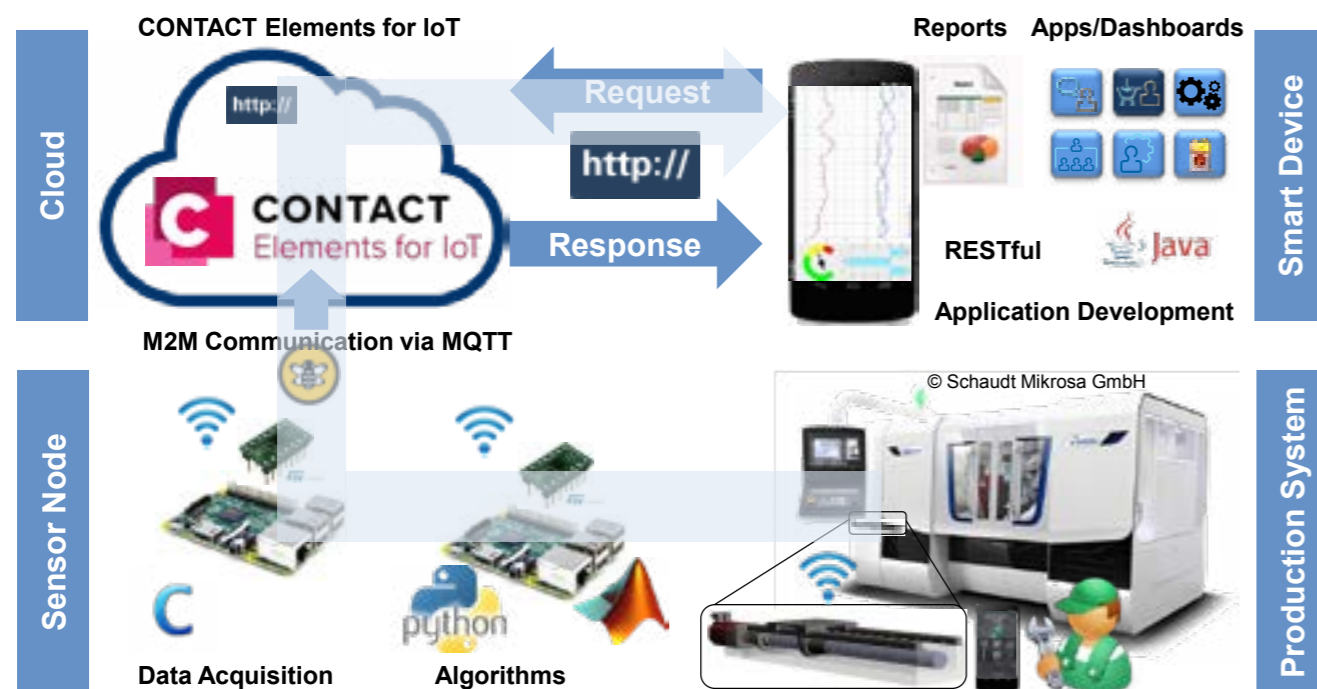 CONTACT Elements for IoT
Reports
Apps/Dashboards
Cloud
http://
Request
http://
CONTACT
Elements for IoT
Response
RESTful
Java
Application Development
Smart Device
M2M Communication via MQTT
Sensor Node
© Schaudt Mikrosa GmbH
Production System
C
python
Data Acquisition
Algorithms